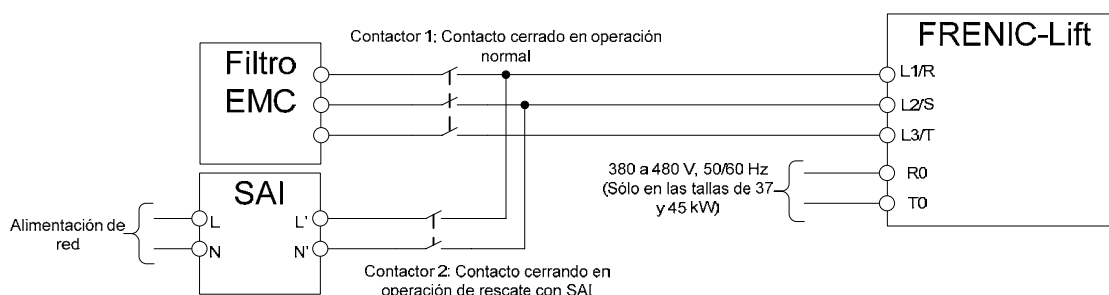 FRENIC-Lift
Contactor 1: Contacto cerrado en operación
normal
Filtro
EMC
L1/R
L2/S
L3/T
380 a 480 V, 50/60 Hz
(Sólo en las tallas de 37
y 45 kW)
R0
T0
SAI
Alimentación de
red
L
L'
N
N'
Contactor 2: Contacto cerrando en
operación de rescate con SAI